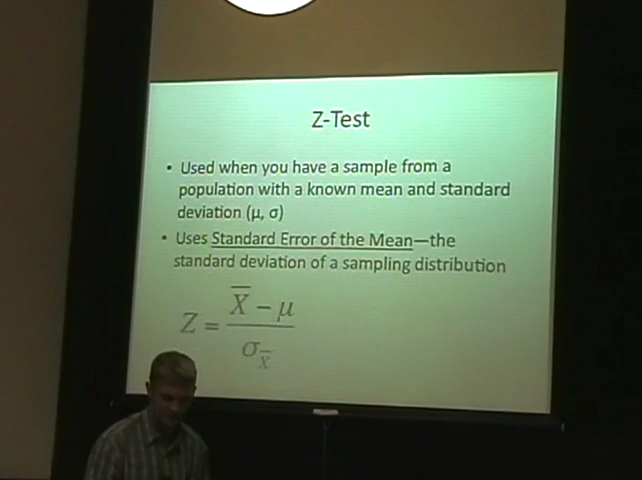 Z-Test
• Used when you have a sample from a
population with a known mean and standard
deviation (μ, σ)
• Uses Standard Error of the Mean—the
standard deviation of a sampling distribution
Z = (X̅ − μ) / σ_X̅